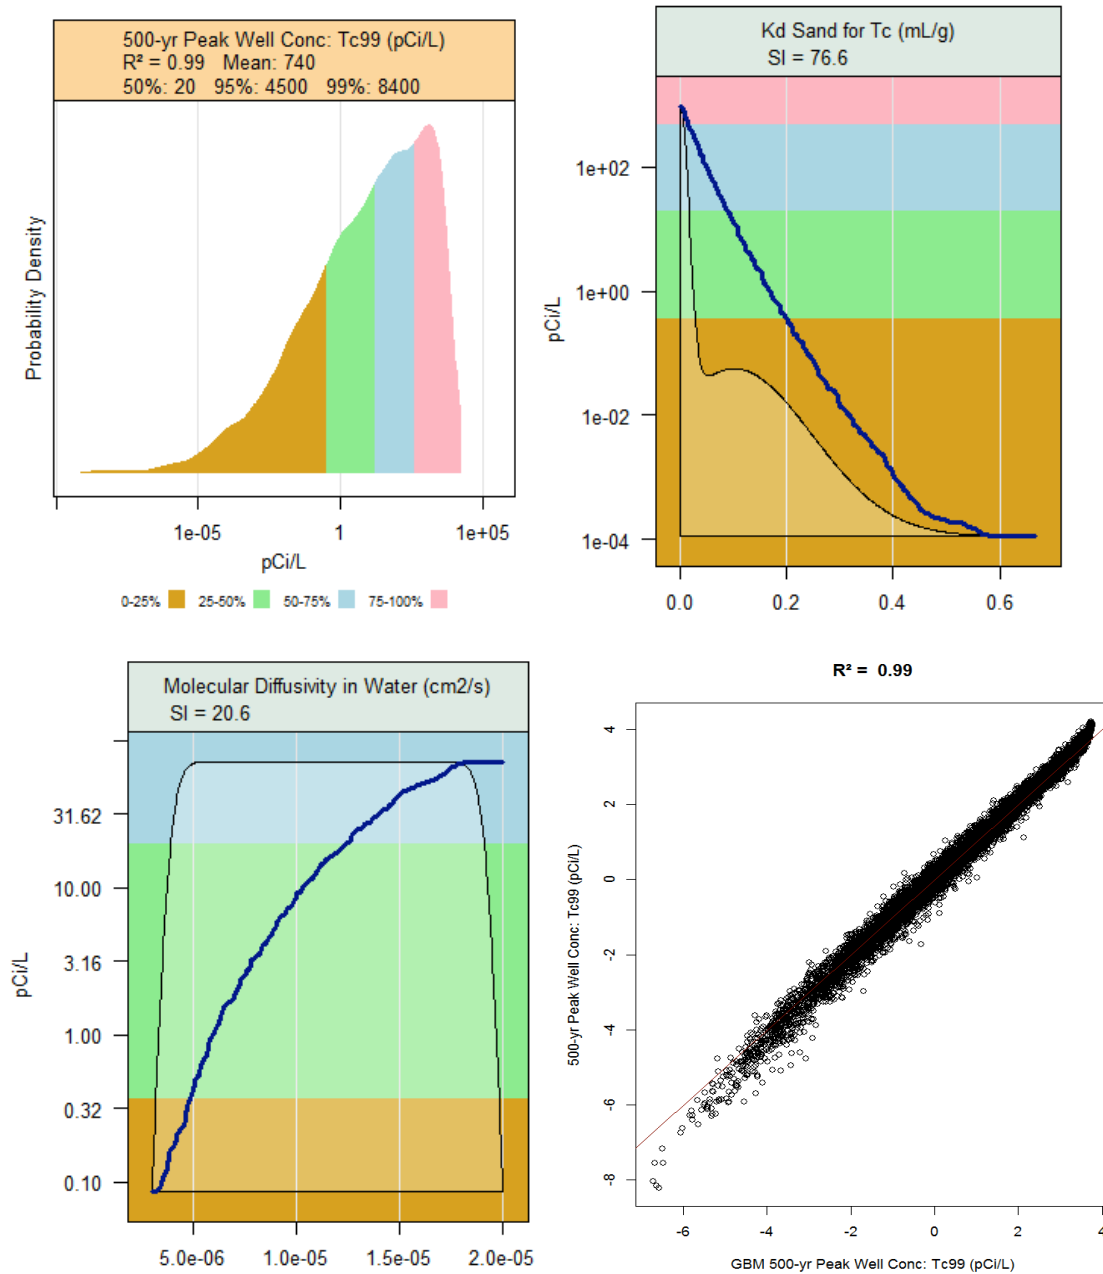 500-yr Peak Well Conc: Tc99 (pCi/L)
R² = 0.99 Mean: 740
50%: 20 95%: 4500 99%: 8400
Probability Density
1e-05 1 1e+05
pCi/L
0-25% 25-50% 50-75% 75-100%
Kd Sand for Tc (mL/g)
SI = 76.6
pCi/L
1e+02
1e+00
1e-02
1e-04
0.0 0.2 0.4 0.6
Molecular Diffusivity in Water (cm2/s)
SI = 20.6
pCi/L
31.62
10.00
3.16
1.00
0.32
0.10
5.0e-06 1.0e-05 1.5e-05 2.0e-05
R² = 0.99
500-yr Peak Well Conc: Tc99 (pCi/L)
4
2
0
-2
-4
-6
-8
-6 -4 -2 0 2 4
GBM 500-yr Peak Well Conc: Tc99 (pCi/L)